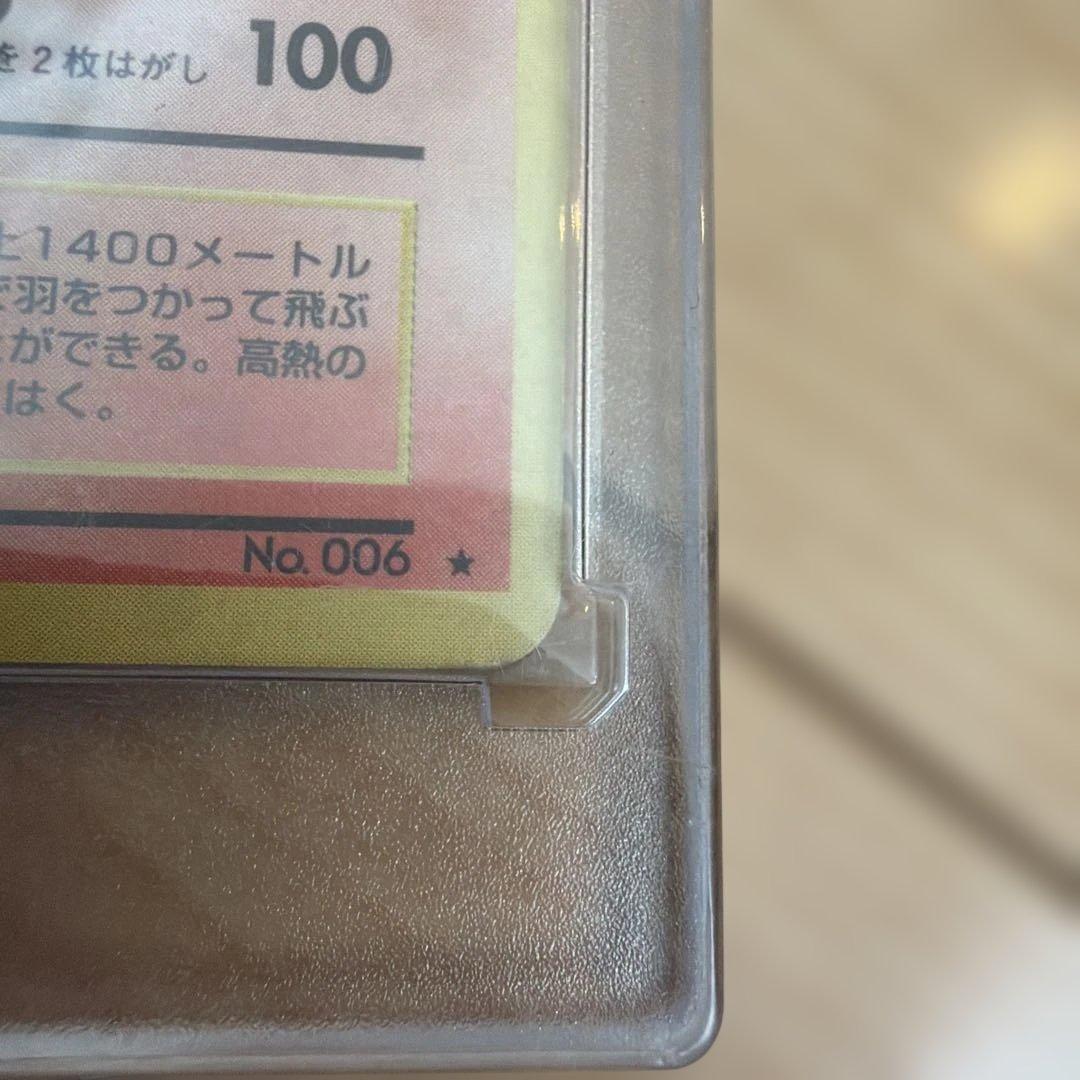 を2枚はがし 100
上1400メートル
で羽をつかって飛ぶ
とができる。高熱の
はく。
No. 006 ★